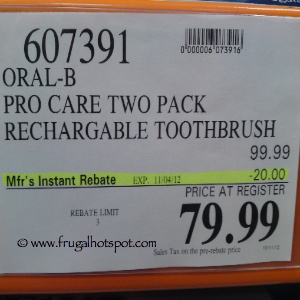 607391
0000006073916
ORAL-B
PRO CARE TWO PACK
RECHARGABLE TOOTHBRUSH
99.99
Mfr's Instant Rebate EXP. 11/04/12 -20.00
PRICE AT REGISTER
REBATE LIMIT
3
79.99
www.frugalhotspot.com
Sales Tax on the pre-rebate price